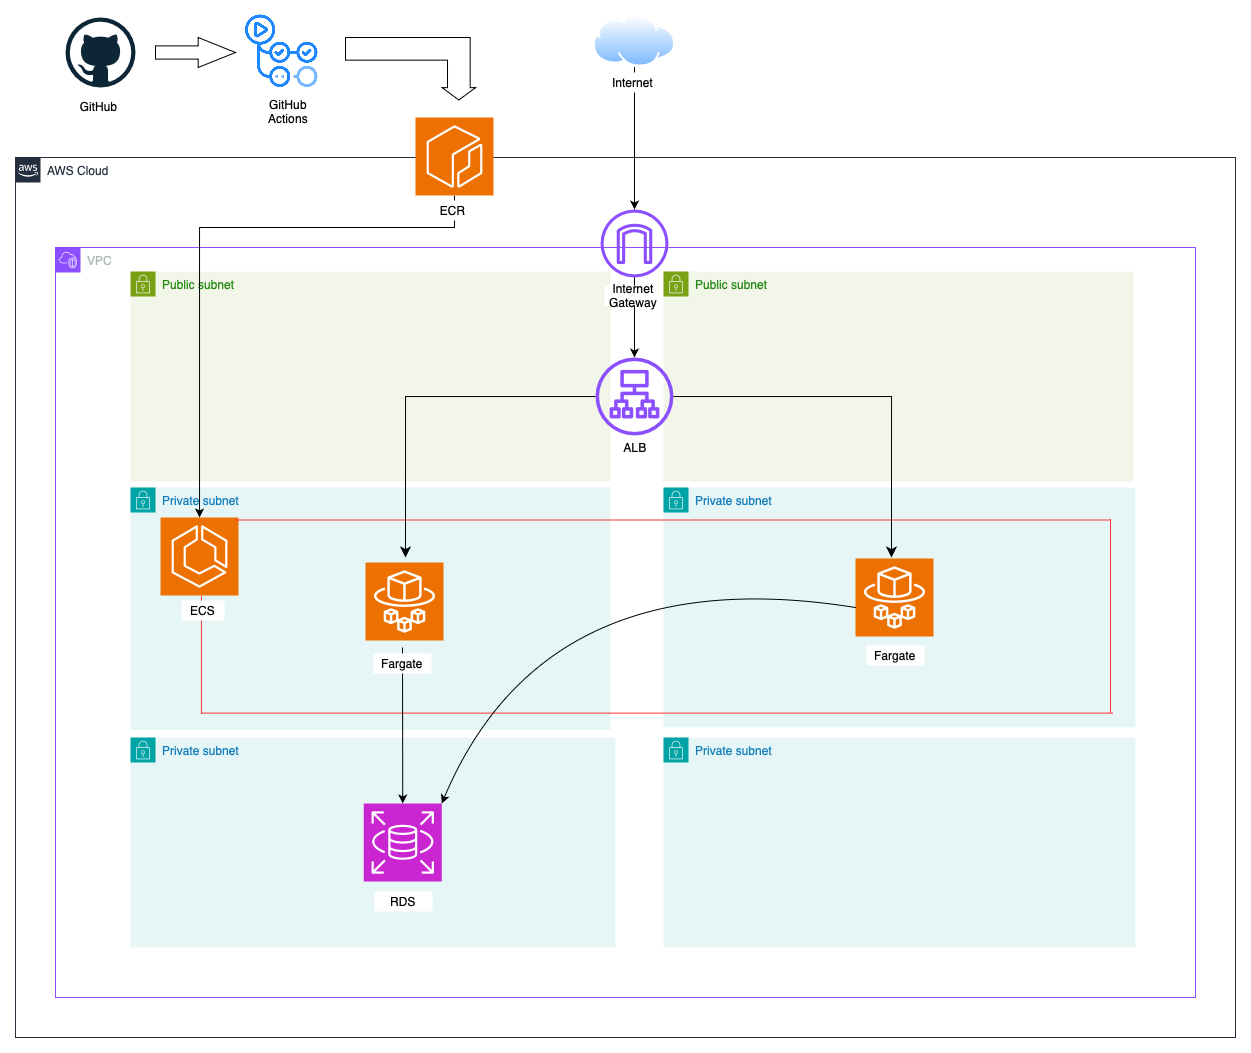 GitHub
GitHub
Actions
Internet
aws
AWS Cloud
ECR
VPC
Internet
Gateway
Public subnet
Public subnet
ALB
Private subnet
Private subnet
ECS
Fargate
Fargate
Private subnet
Private subnet
RDS